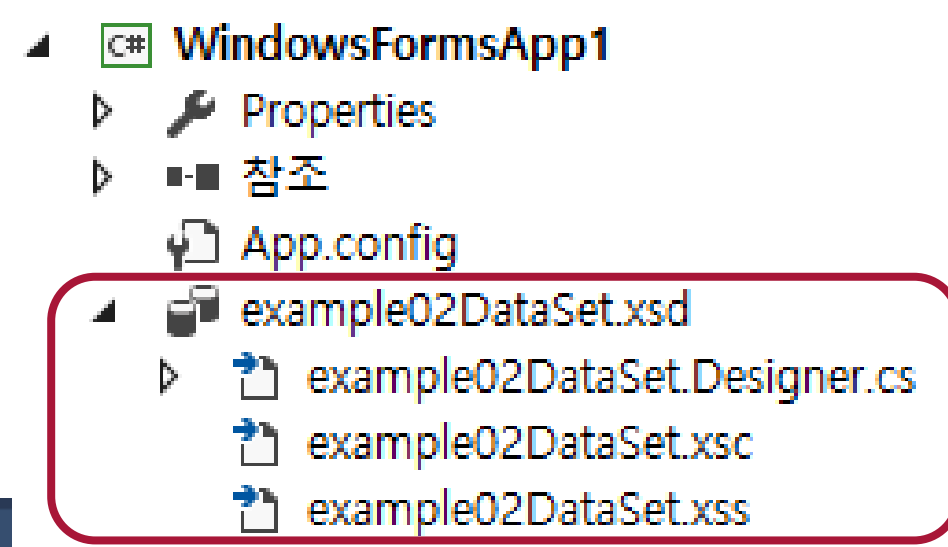 C# WindowsFormsApp1
Properties
참조
App.config
example02DataSet.xsd
example02DataSet.Designer.cs
example02DataSet.xsc
example02DataSet.xss